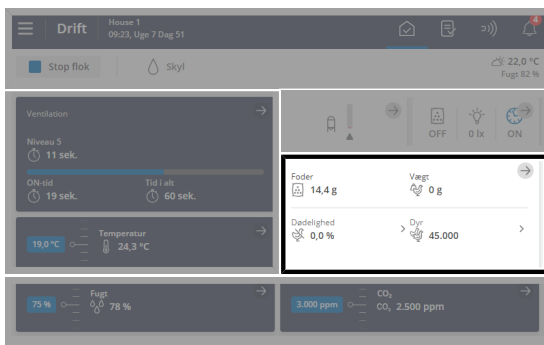 Drift
House 1
09:23, Uge 7 Dag 51
4
Stop flok
Skyl
22,0 °C
Fugt 82 %
Ventilation
Niveau 5
11 sek.
ON-tid
19 sek.
Tid i alt
60 sek.
OFF
0 lx
ON
Foder
14,4 g
Vægt
0 g
Dødelighed
0,0 %
Dyr
45.000
19,0 °C
Temperatur
24,3 °C
75 %
Fugt
78 %
3.000 ppm
CO₂
CO₂ 2.500 ppm